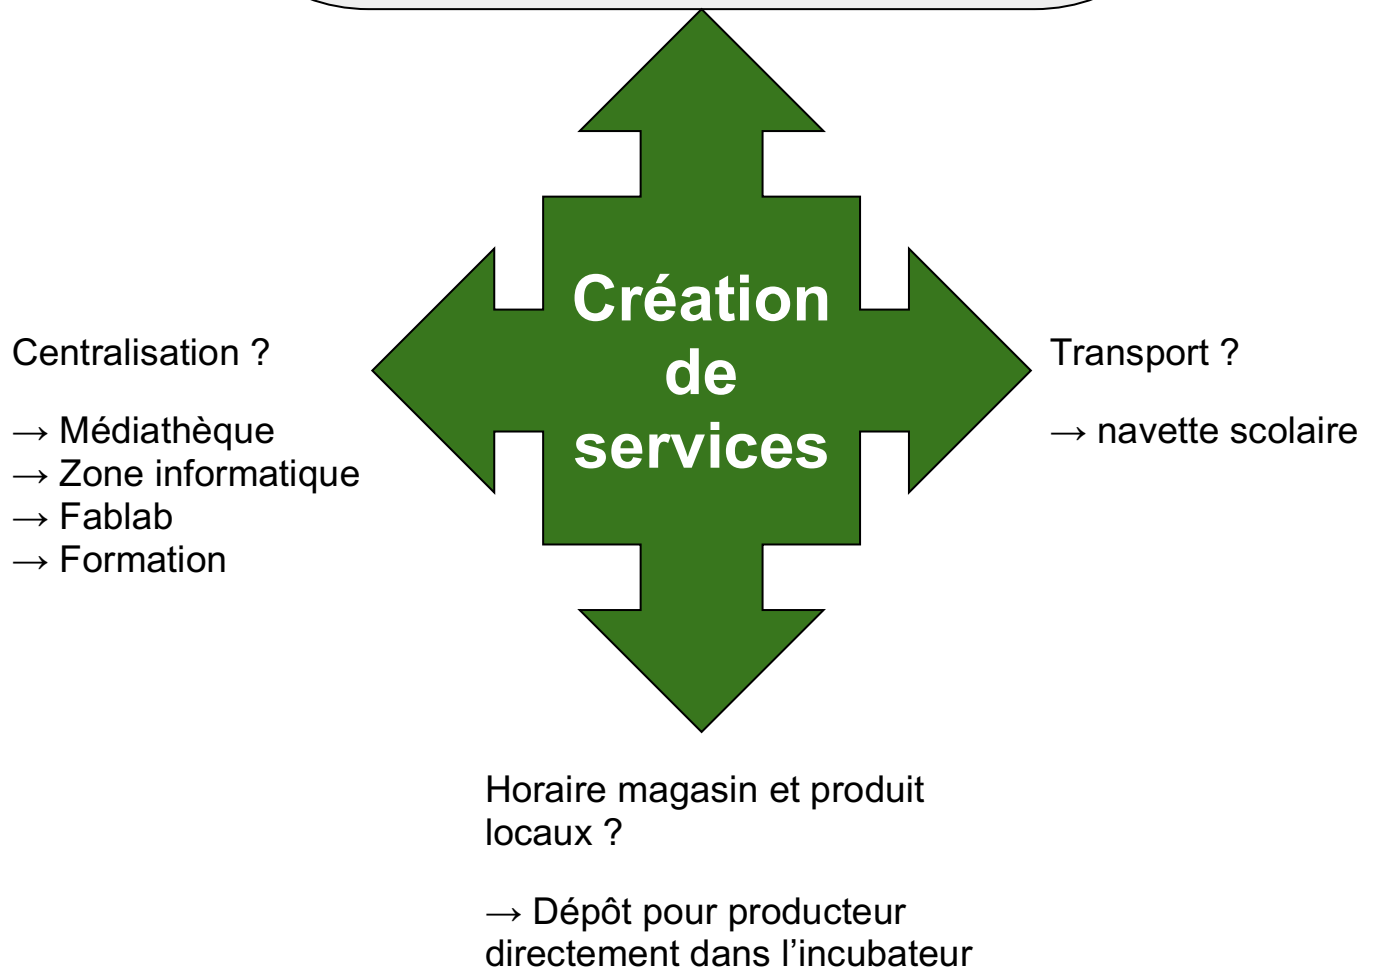 Création
de
services
Centralisation ?
→ Médiathèque
→ Zone informatique
→ Fablab
→ Formation
Transport ?
→ navette scolaire
Horaire magasin et produit
locaux ?
→ Dépôt pour producteur
directement dans l’incubateur